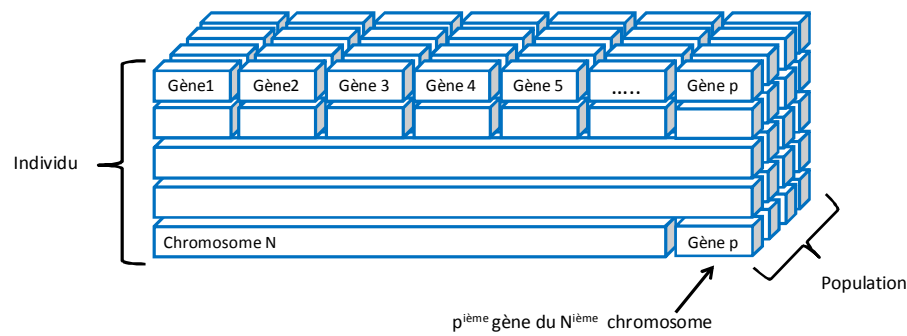 Gène1 Gène2 Gène 3 Gène 4 Gène 5 ..... Gène p
Individu
Chromosome N Gène p
Population
pième gène du Nième chromosome